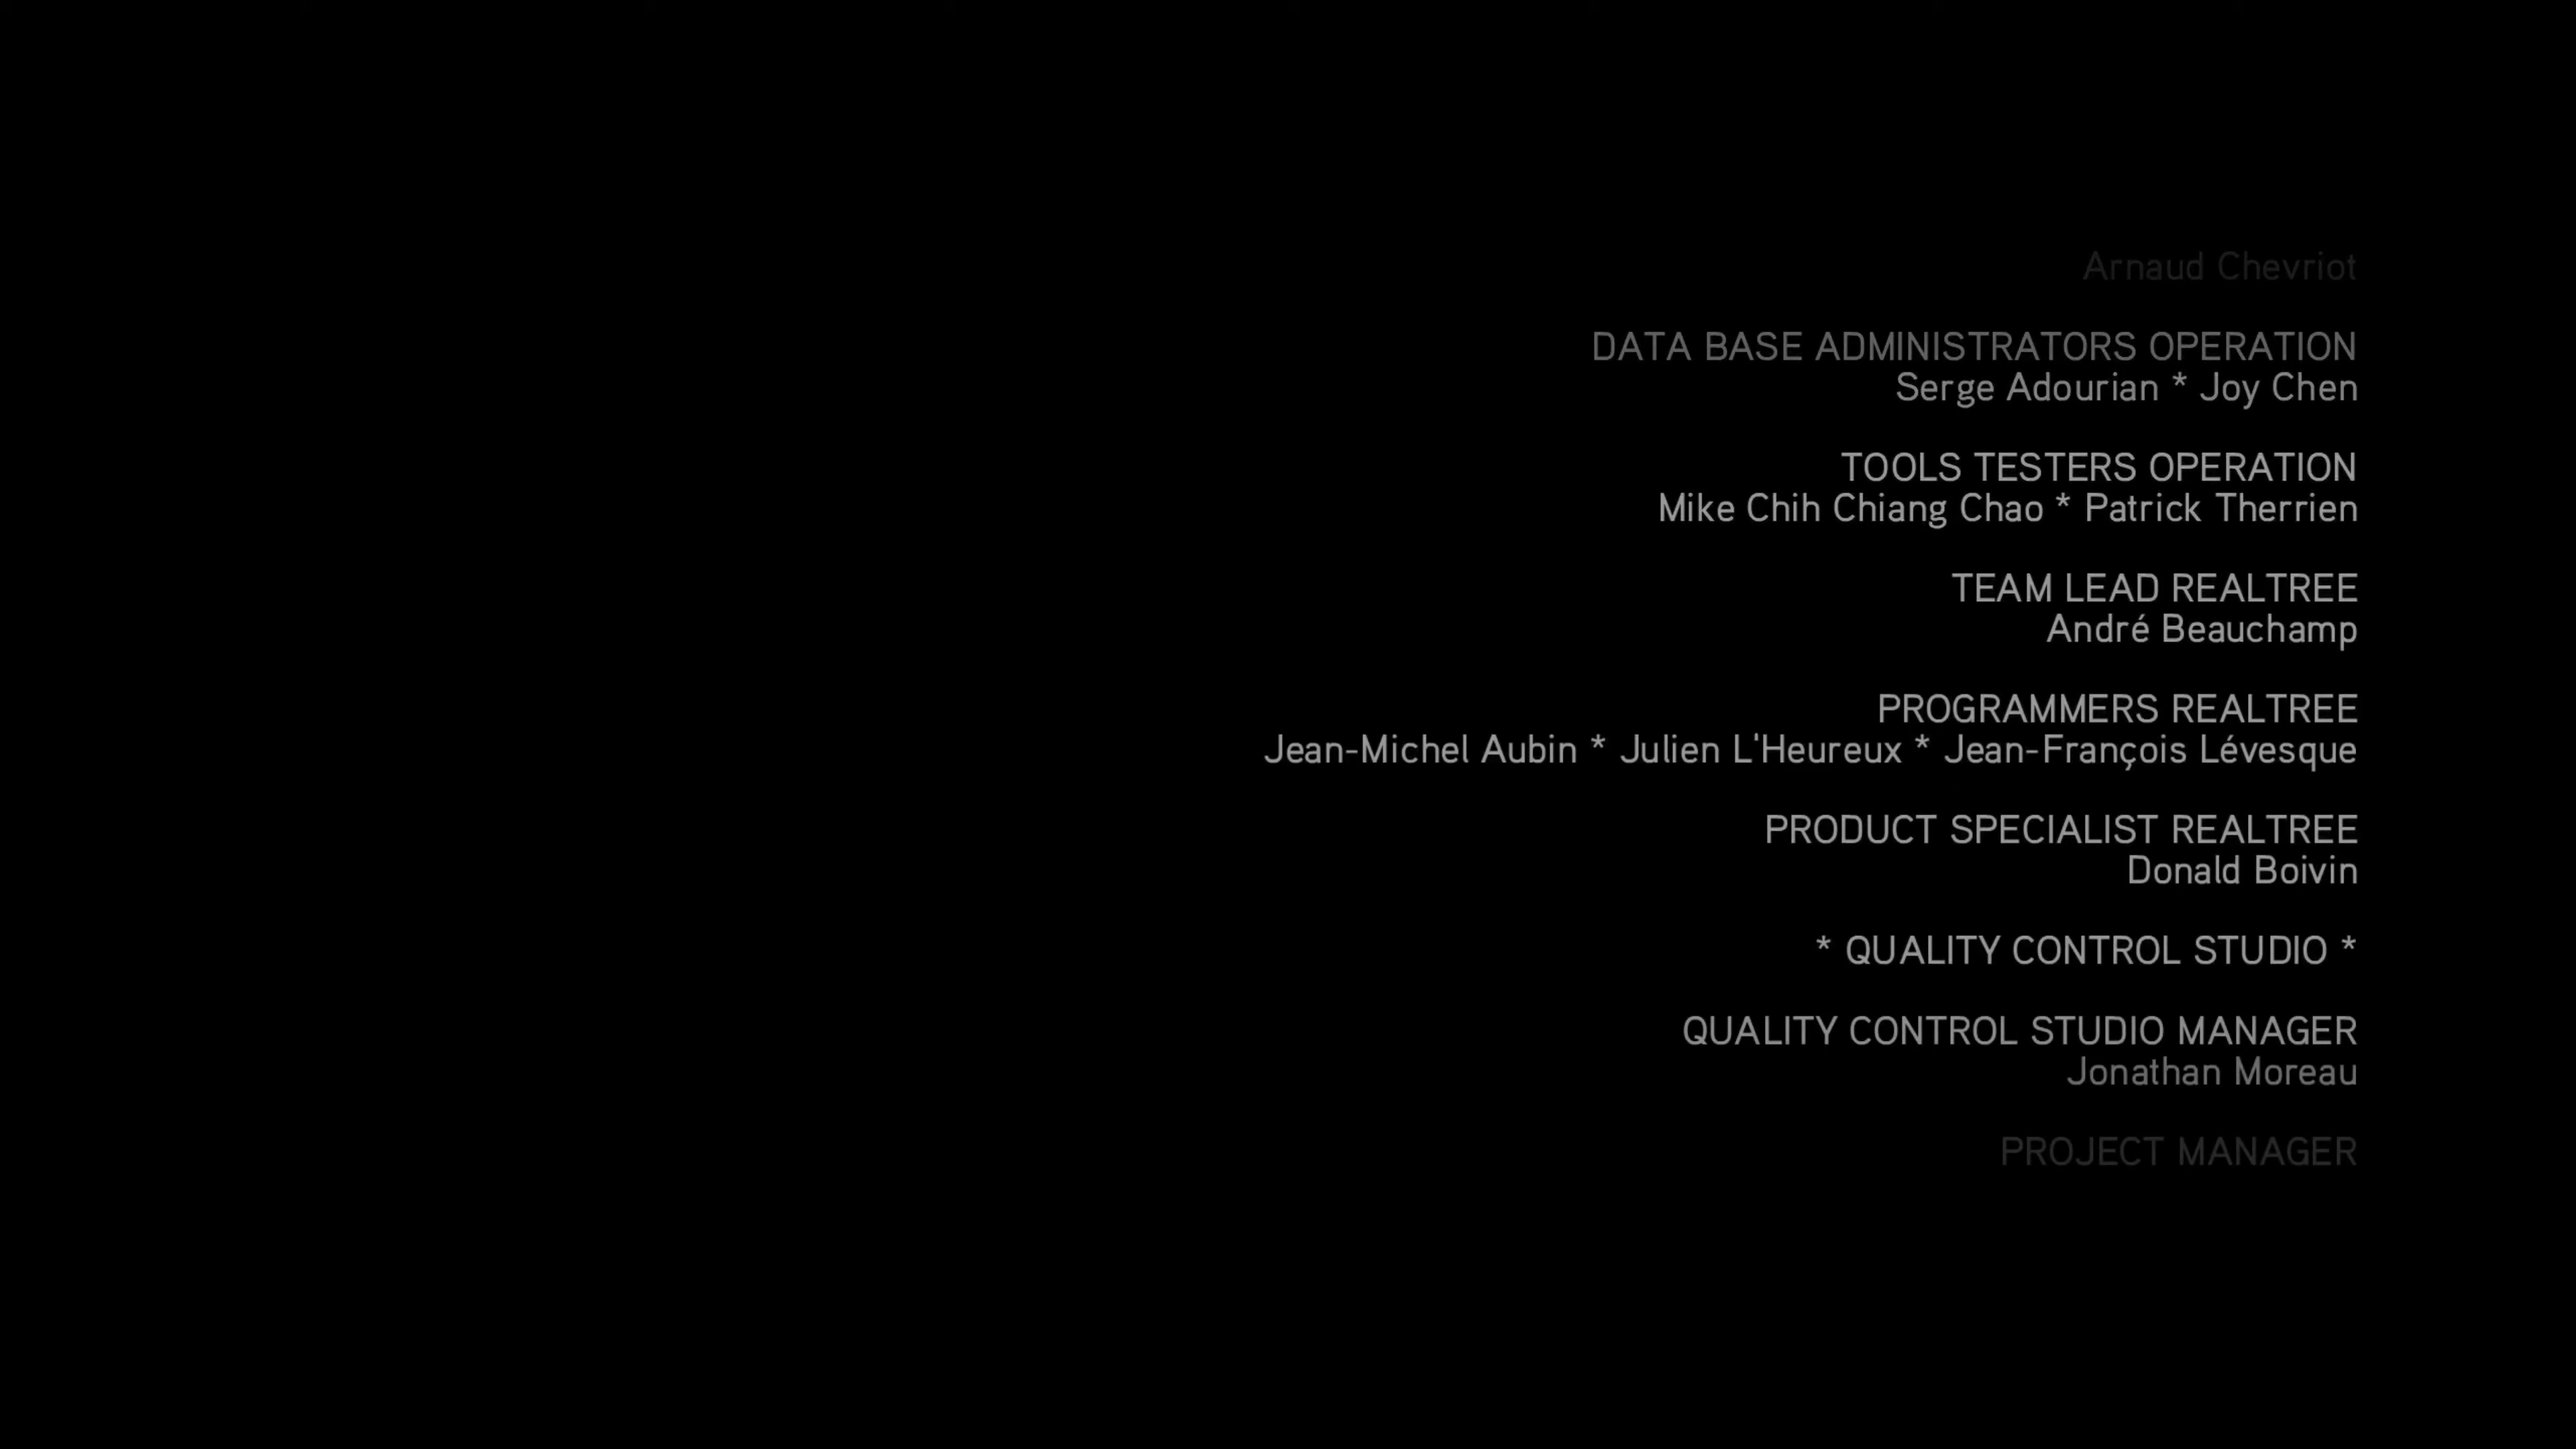 Arnaud Chevriot
DATA BASE ADMINISTRATORS OPERATION
Serge Adourian * Joy Chen
TOOLS TESTERS OPERATION
Mike Chih Chiang Chao * Patrick Therrien
TEAM LEAD REALTREE
André Beauchamp
PROGRAMMERS REALTREE
Jean-Michel Aubin * Julien L'Heureux * Jean-François Lévesque
PRODUCT SPECIALIST REALTREE
Donald Boivin
* QUALITY CONTROL STUDIO *
QUALITY CONTROL STUDIO MANAGER
Jonathan Moreau
PROJECT MANAGER